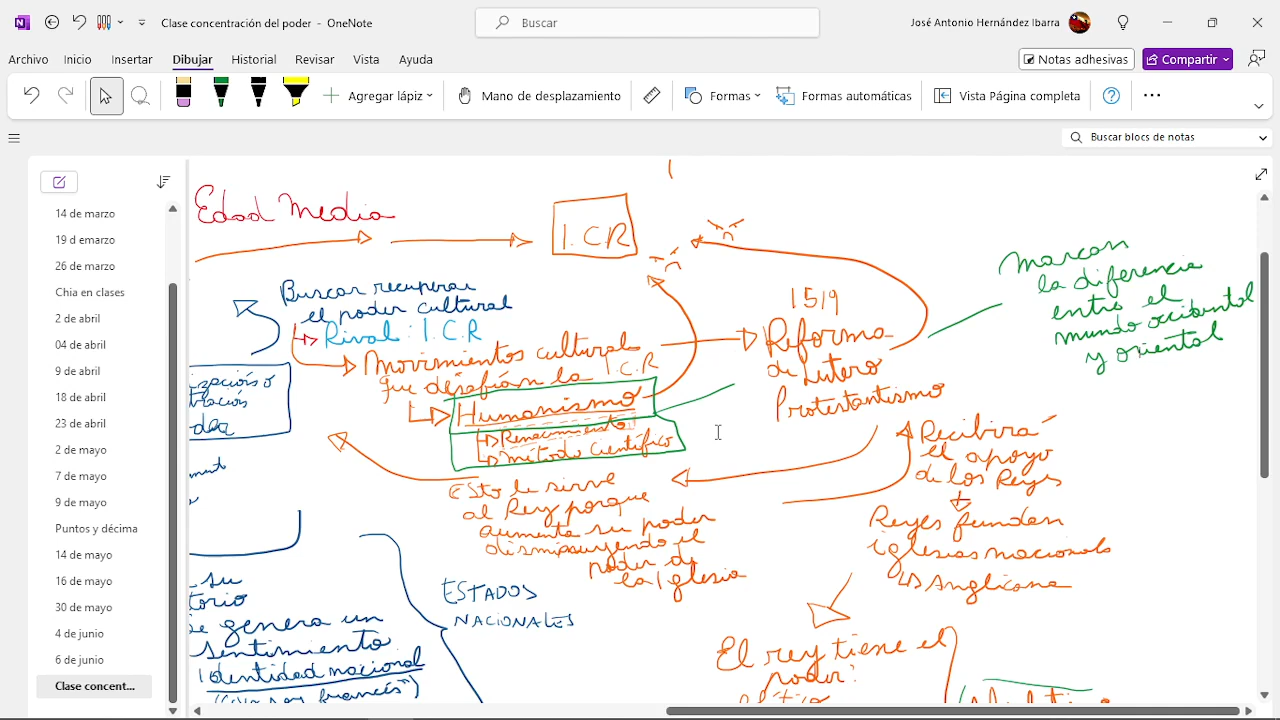 Clase concentración del poder - OneNote
Buscar
José Antonio Hernández Ibarra
Archivo Inicio Insertar Dibujar Historial Revisar Vista Ayuda
Notas adhesivas
Compartir
Agregar lápiz
Mano de desplazamiento
Formas
Formas automáticas
Vista Página completa
Buscar blocs de notas
14 de marzo
19 d emarzo
26 de marzo
Chia en clases
2 de abril
04 de abril
9 de abril
18 de abril
23 de abril
2 de mayo
7 de mayo
9 de mayo
Puntos y décima
14 de mayo
16 de mayo
30 de mayo
4 de junio
6 de junio
Clase concent...
Edad Media
I.C.R
Buscar recuperar
el poder cultural
Rival: I.C.R
Movimientos cultural
que desafían la I.C.R
Humanismo
Renacimiento
método científico
Esto le sirve
al Rey porque
aumenta su poder
el
poder de
la Iglesia
1519
Reforma
de Lutero
Protestantismo
marcan
la diferencia
entre el
mundo occidental
y oriental
Recibirá
el apoyo
de los Reyes
Reyes fundan
iglesias nacionals
Anglicana
El rey tiene el
poder:
ESTADOS
NACIONALES
su
torio
se genera un
sentimiento
identidad nacional
francés")